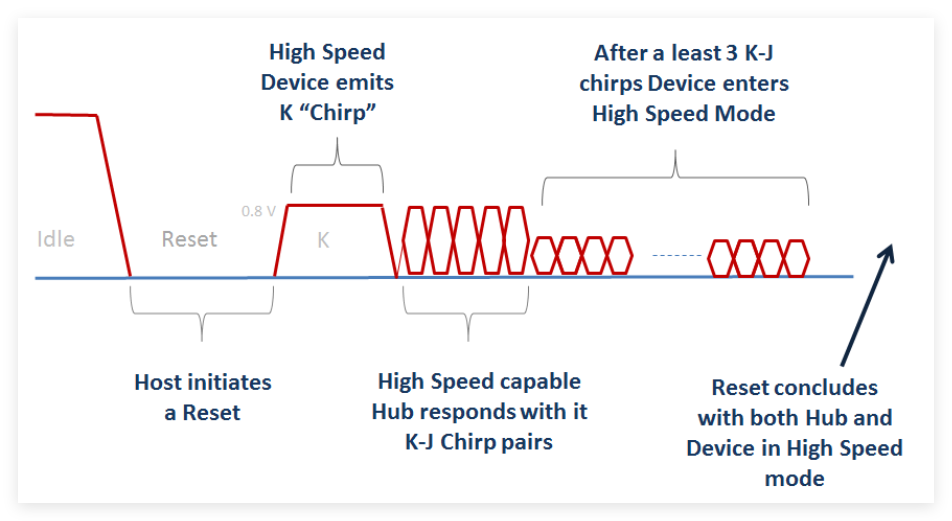 High Speed
Device emits
K “Chirp”
After a least 3 K-J
chirps Device enters
High Speed Mode
0.8 V
Idle
Reset
K
Host initiates
a Reset
High Speed capable
Hub responds with it
K-J Chirp pairs
Reset concludes
with both Hub and
Device in High Speed
mode